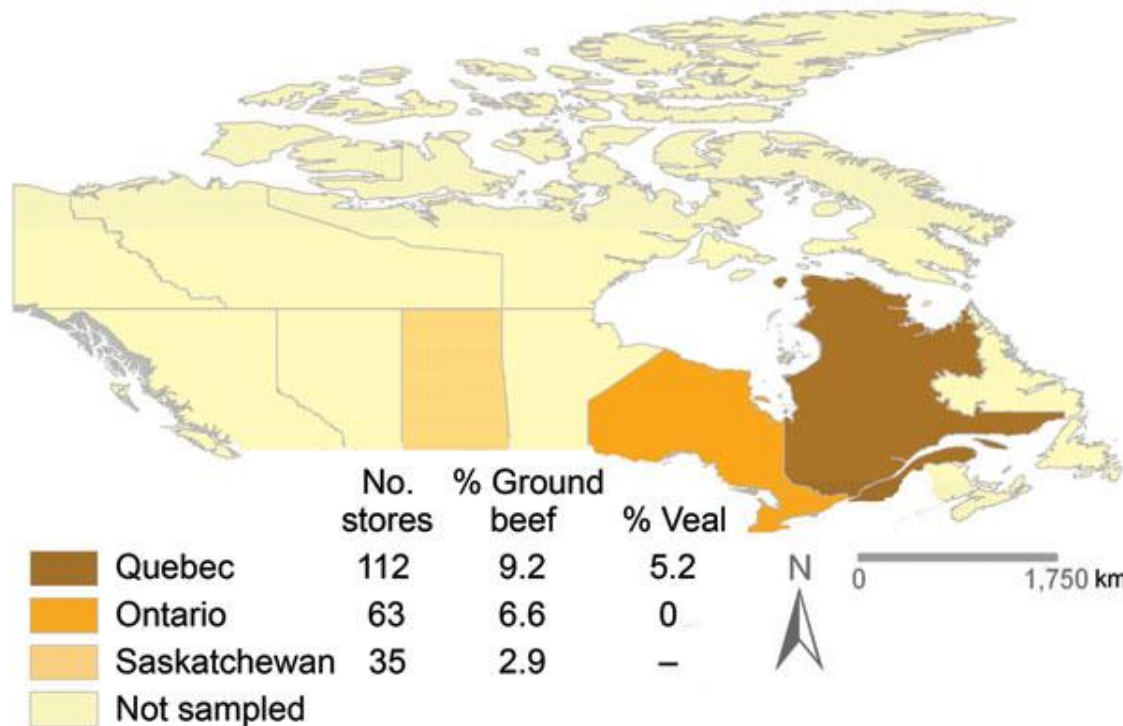 No. % Ground
stores beef % Veal
Quebec 112 9.2 5.2
Ontario 63 6.6 0
Saskatchewan 35 2.9 –
Not sampled
N
0 1,750 km